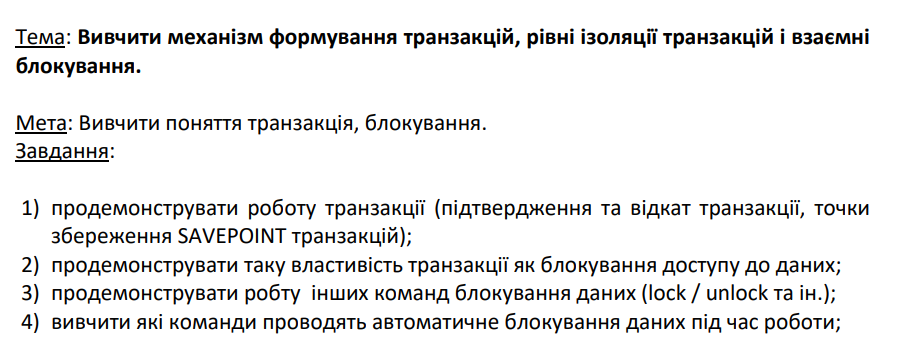 Тема: Вивчити механізм формування транзакцій, рівні ізоляції транзакцій і взаємні
блокування.
Мета: Вивчити поняття транзакція, блокування.
Завдання:
1) продемонструвати роботу транзакції (підтвердження та відкат транзакції, точки
збереження SAVEPOINT транзакцій);
2) продемонструвати таку властивість транзакції як блокування доступу до даних;
3) продемонструвати робту інших команд блокування даних (lock / unlock та ін.);
4) вивчити які команди проводять автоматичне блокування даних під час роботи;